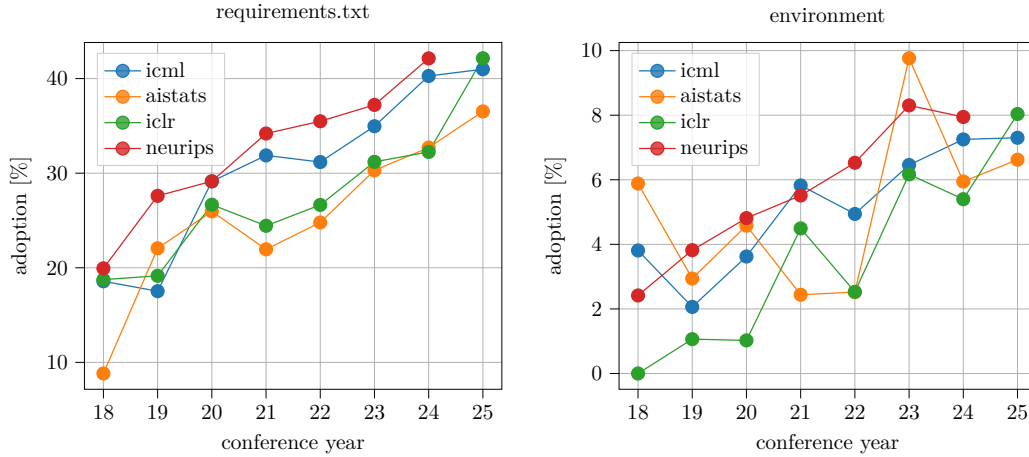 requirements.txt
adoption [%]
40
30
20
10
icml
aistats
iclr
neurips
18 19 20 21 22 23 24 25
conference year
environment
adoption [%]
10
8
6
4
2
0
icml
aistats
iclr
neurips
18 19 20 21 22 23 24 25
conference year